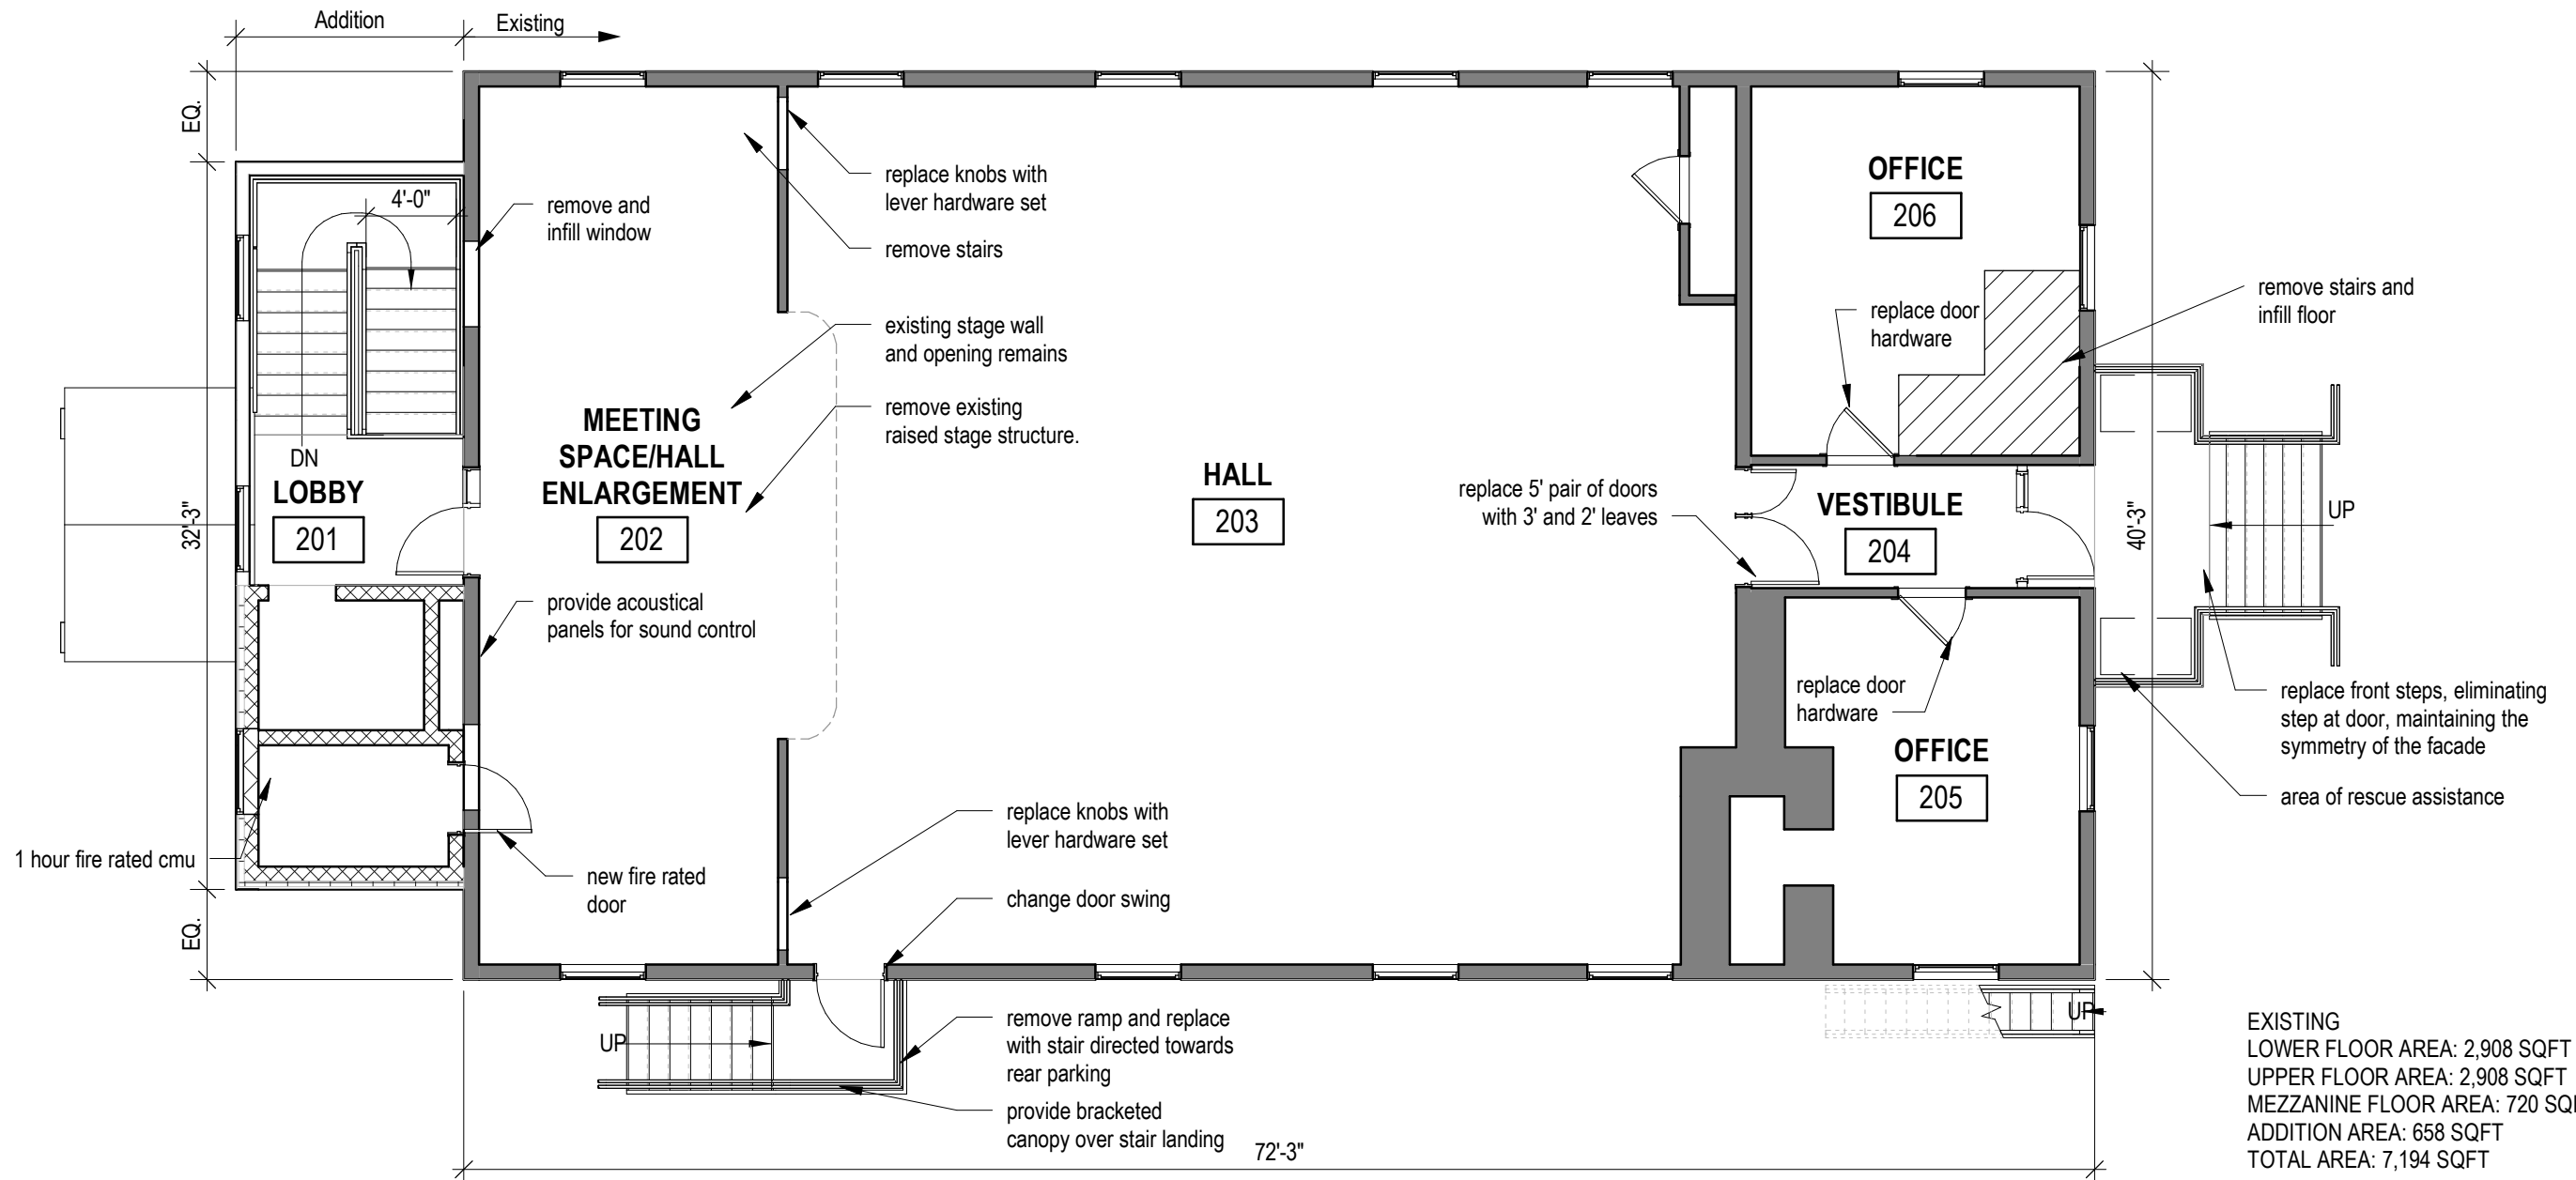 Addition
Existing
EQ.
4'-0"
32'-3"
EQ.
DN
LOBBY
201
1 hour fire rated cmu
remove and
infill window
MEETING
SPACE/HALL
ENLARGEMENT
202
provide acoustical
panels for sound control
new fire rated
door
replace knobs with
lever hardware set
remove stairs
existing stage wall
and opening remains
remove existing
raised stage structure.
HALL
203
replace 5' pair of doors
with 3' and 2' leaves
replace knobs with
lever hardware set
change door swing
UP
remove ramp and replace
with stair directed towards
rear parking
provide bracketed
canopy over stair landing
72'-3"
OFFICE
206
replace door
hardware
remove stairs and
infill floor
VESTIBULE
204
40'-3"
UP
replace door
hardware
OFFICE
205
replace front steps, eliminating
step at door, maintaining the
symmetry of the facade
area of rescue assistance
UP
EXISTING
LOWER FLOOR AREA: 2,908 SQFT
UPPER FLOOR AREA: 2,908 SQFT
MEZZANINE FLOOR AREA: 720
ADDITION AREA: 658 SQFT
TOTAL AREA: 7,194 SQFT